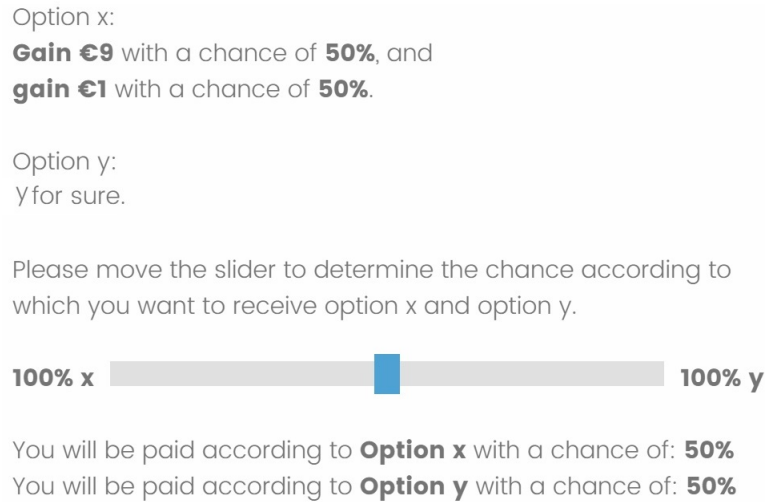 Option x:
Gain €9 with a chance of 50%, and
gain €1 with a chance of 50%.
Option y:
y for sure.
Please move the slider to determine the chance according to
which you want to receive option x and option y.
100% x 100% y
You will be paid according to Option x with a chance of: 50%
You will be paid according to Option y with a chance of: 50%